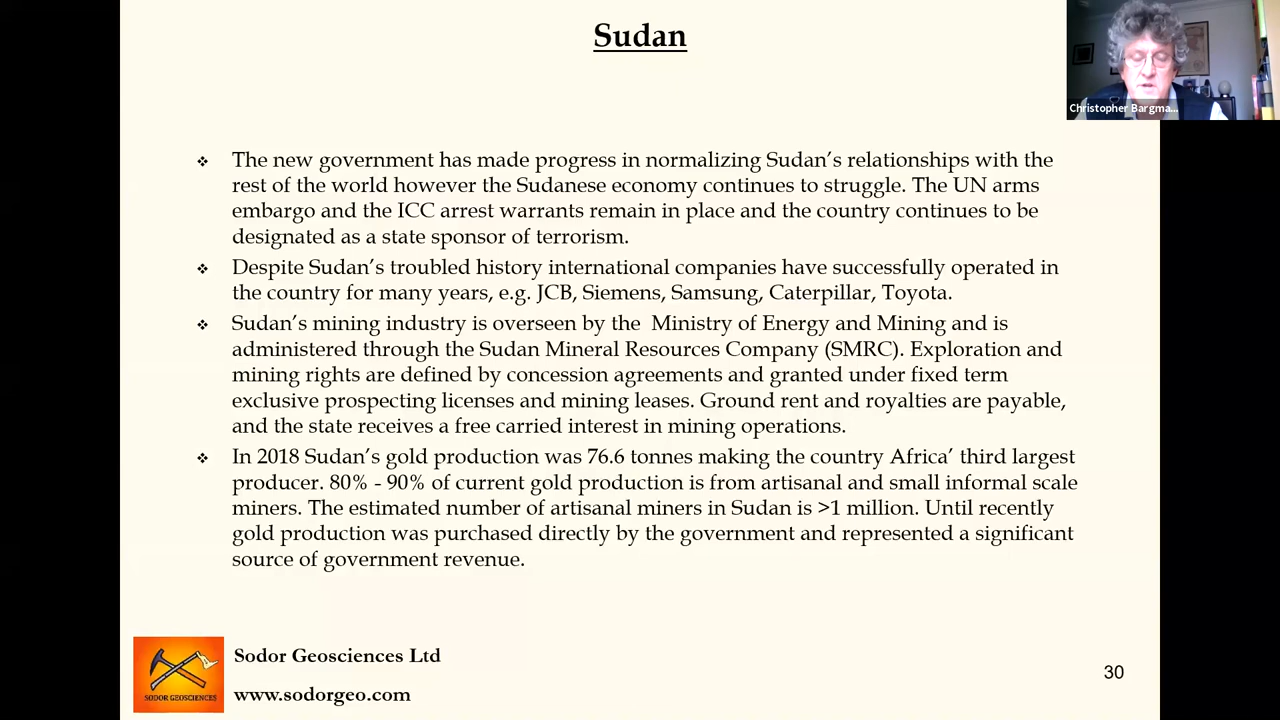 Sudan
Christopher Bargma...
❖ The new government has made progress in normalizing Sudan’s relationships with the
rest of the world however the Sudanese economy continues to struggle. The UN arms
embargo and the ICC arrest warrants remain in place and the country continues to be
designated as a state sponsor of terrorism.
❖ Despite Sudan’s troubled history international companies have successfully operated in
the country for many years, e.g. JCB, Siemens, Samsung, Caterpillar, Toyota.
❖ Sudan’s mining industry is overseen by the  Ministry of Energy and Mining and is
administered through the Sudan Mineral Resources Company (SMRC). Exploration and
mining rights are defined by concession agreements and granted under fixed term
exclusive prospecting licenses and mining leases. Ground rent and royalties are payable,
and the state receives a free carried interest in mining operations.
❖ In 2018 Sudan’s gold production was 76.6 tonnes making the country Africa’ third largest
producer. 80% - 90% of current gold production is from artisanal and small informal scale
miners. The estimated number of artisanal miners in Sudan is >1 million. Until recently
gold production was purchased directly by the government and represented a significant
source of government revenue.
SODOR GEOSCIENCES
Sodor Geosciences Ltd
www.sodorgeo.com
30